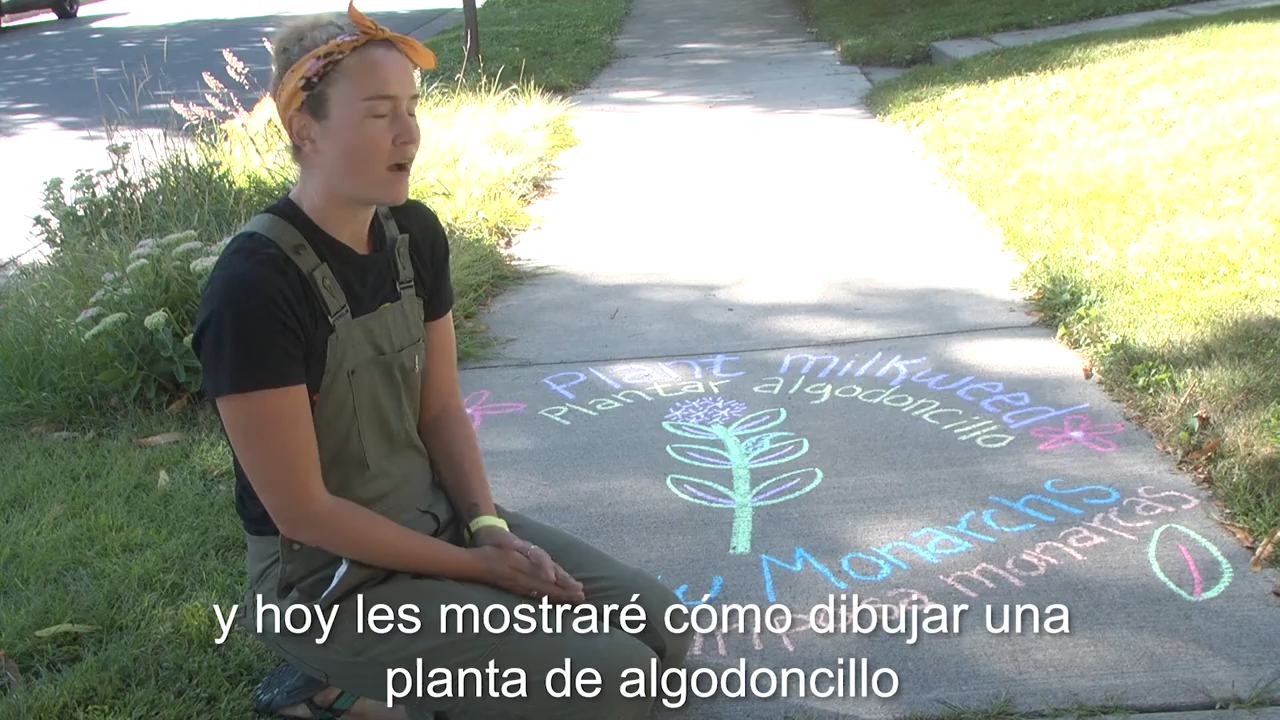 Plant milkweed
Plantar algodoncillo
Monarchs
monarcas
y hoy les mostraré cómo dibujar una
planta de algodoncillo